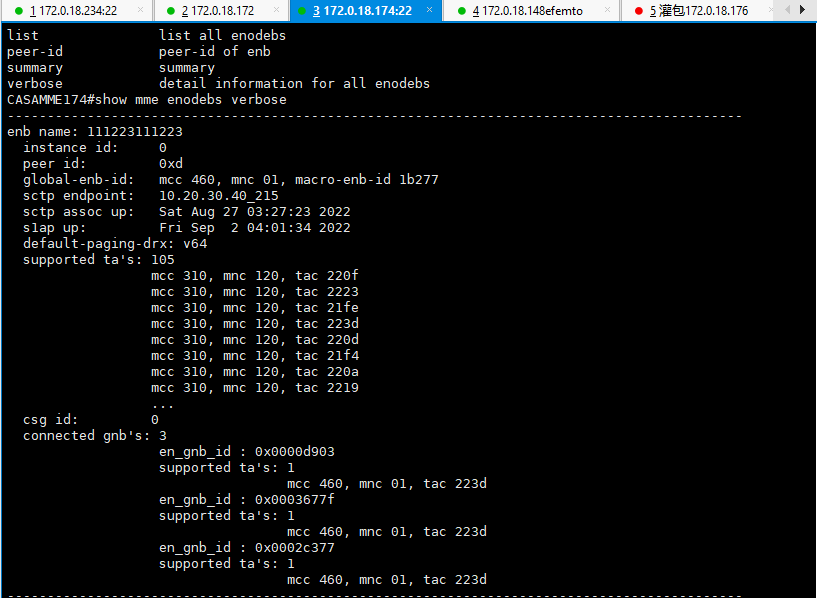 1 172.0.18.234:22 × 2 172.0.18.172 × 3 172.0.18.174:22 × 4 172.0.18.148efemto × 5 灌包172.0.18.176 ×
list list all enodebs
peer-id peer-id of enb
summary summary
verbose detail information for all enodebs
CASAMME174#show mme enodebs verbose
--------------------------------------------------------------------------------------------
enb name: 111223111223
instance id: 0
peer id: 0xd
global-enb-id: mcc 460, mnc 01, macro-enb-id 1b277
sctp endpoint: 10.20.30.40_215
sctp assoc up: Sat Aug 27 03:27:23 2022
s1ap up: Fri Sep 2 04:01:34 2022
default-paging-drx: v64
supported ta's: 105
mcc 310, mnc 120, tac 220f
mcc 310, mnc 120, tac 2223
mcc 310, mnc 120, tac 21fe
mcc 310, mnc 120, tac 223d
mcc 310, mnc 120, tac 220d
mcc 310, mnc 120, tac 21f4
mcc 310, mnc 120, tac 220a
mcc 310, mnc 120, tac 2219
...
csg id: 0
connected gnb's: 3
en_gnb_id : 0x0000d903
supported ta's: 1
mcc 460, mnc 01, tac 223d
en_gnb_id : 0x0003677f
supported ta's: 1
mcc 460, mnc 01, tac 223d
en_gnb_id : 0x0002c377
supported ta's: 1
mcc 460, mnc 01, tac 223d
--------------------------------------------------------------------------------------------